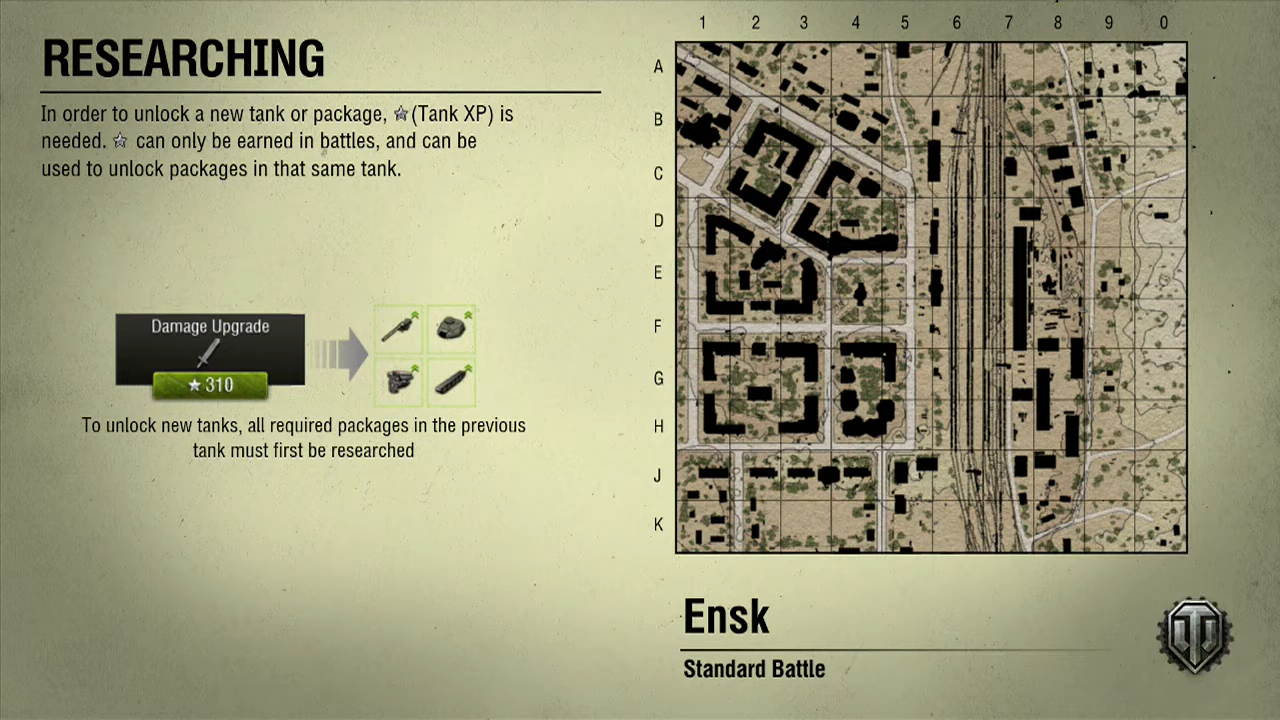 RESEARCHING
In order to unlock a new tank or package, ☆(Tank XP) is
needed. ☆ can only be earned in battles, and can be
used to unlock packages in that same tank.
Damage Upgrade
★ 310
To unlock new tanks, all required packages in the previous
tank must first be researched
1 2 3 4 5 6 7 8 9 0
A
B
C
D
E
F
G
H
J
K
Ensk
Standard Battle